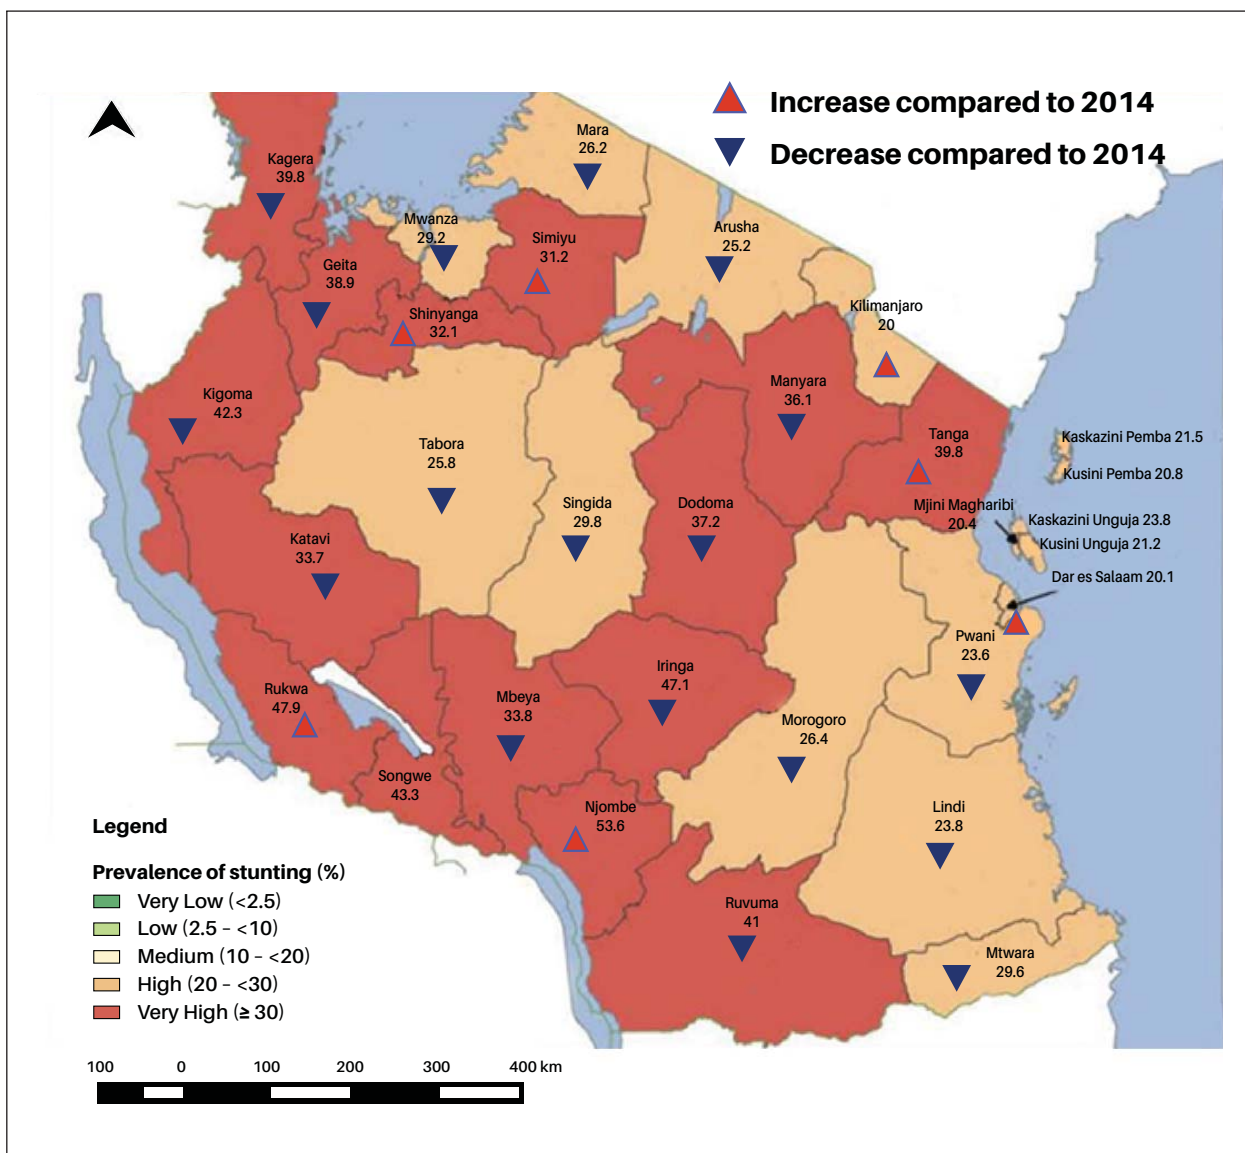 Increase compared to 2014
Decrease compared to 2014
Mara
26.2
Kagera
39.8
Mwanza
29.2
Simiyu
31.2
Arusha
25.2
Geita
38.9
Shinyanga
32.1
Kilimanjaro
20
Kigoma
42.3
Manyara
36.1
Tabora
25.8
Tanga
39.8
Kaskazini Pemba 21.5
Kusini Pemba 20.8
Singida
29.8
Dodoma
37.2
Mjini Magharibi
20.4
Kaskazini Unguja 23.8
Kusini Unguja 21.2
Katavi
33.7
Dar es Salaam 20.1
Pwani
23.6
Iringa
47.1
Rukwa
47.9
Mbeya
33.8
Morogoro
26.4
Songwe
43.3
Njombe
53.6
Lindi
23.8
Ruvuma
41
Mtwara
29.6
Legend
Prevalence of stunting (%)
Very Low (<2.5)
Low (2.5 – <10)
Medium (10 – <20)
High (20 – <30)
Very High (≥ 30)
100 0 100 200 300 400 km